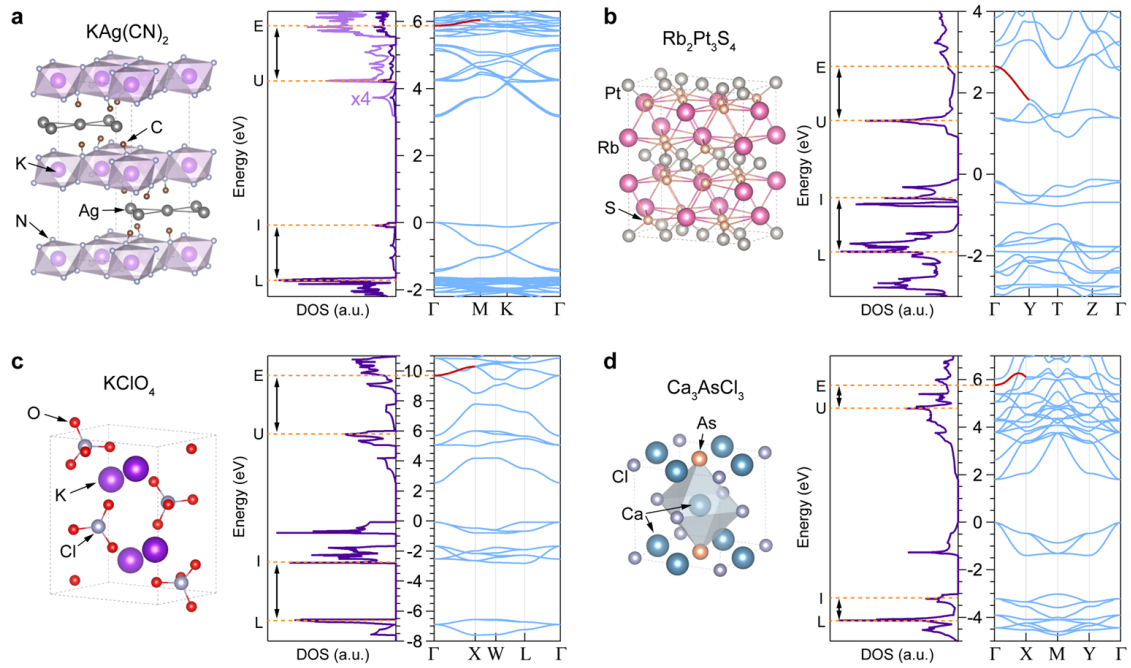 a
KAg(CN)2
C
K
Ag
N
E
U
x4
I
L
Energy (eV)
DOS (a.u.)
6
4
2
0
-2
Γ M K Γ
b
Rb2Pt3S4
Pt
Rb
S
E
U
I
L
Energy (eV)
DOS (a.u.)
4
2
0
-2
Γ Y T Z Γ
c
KClO4
O
K
Cl
E
U
I
L
Energy (eV)
DOS (a.u.)
10
8
6
4
2
0
-2
-4
-6
-8
Γ X W L Γ
d
Ca3AsCl3
As
Cl
Ca
E
U
I
L
Energy (eV)
DOS (a.u.)
6
4
2
0
-2
-4
Γ X M Y Γ